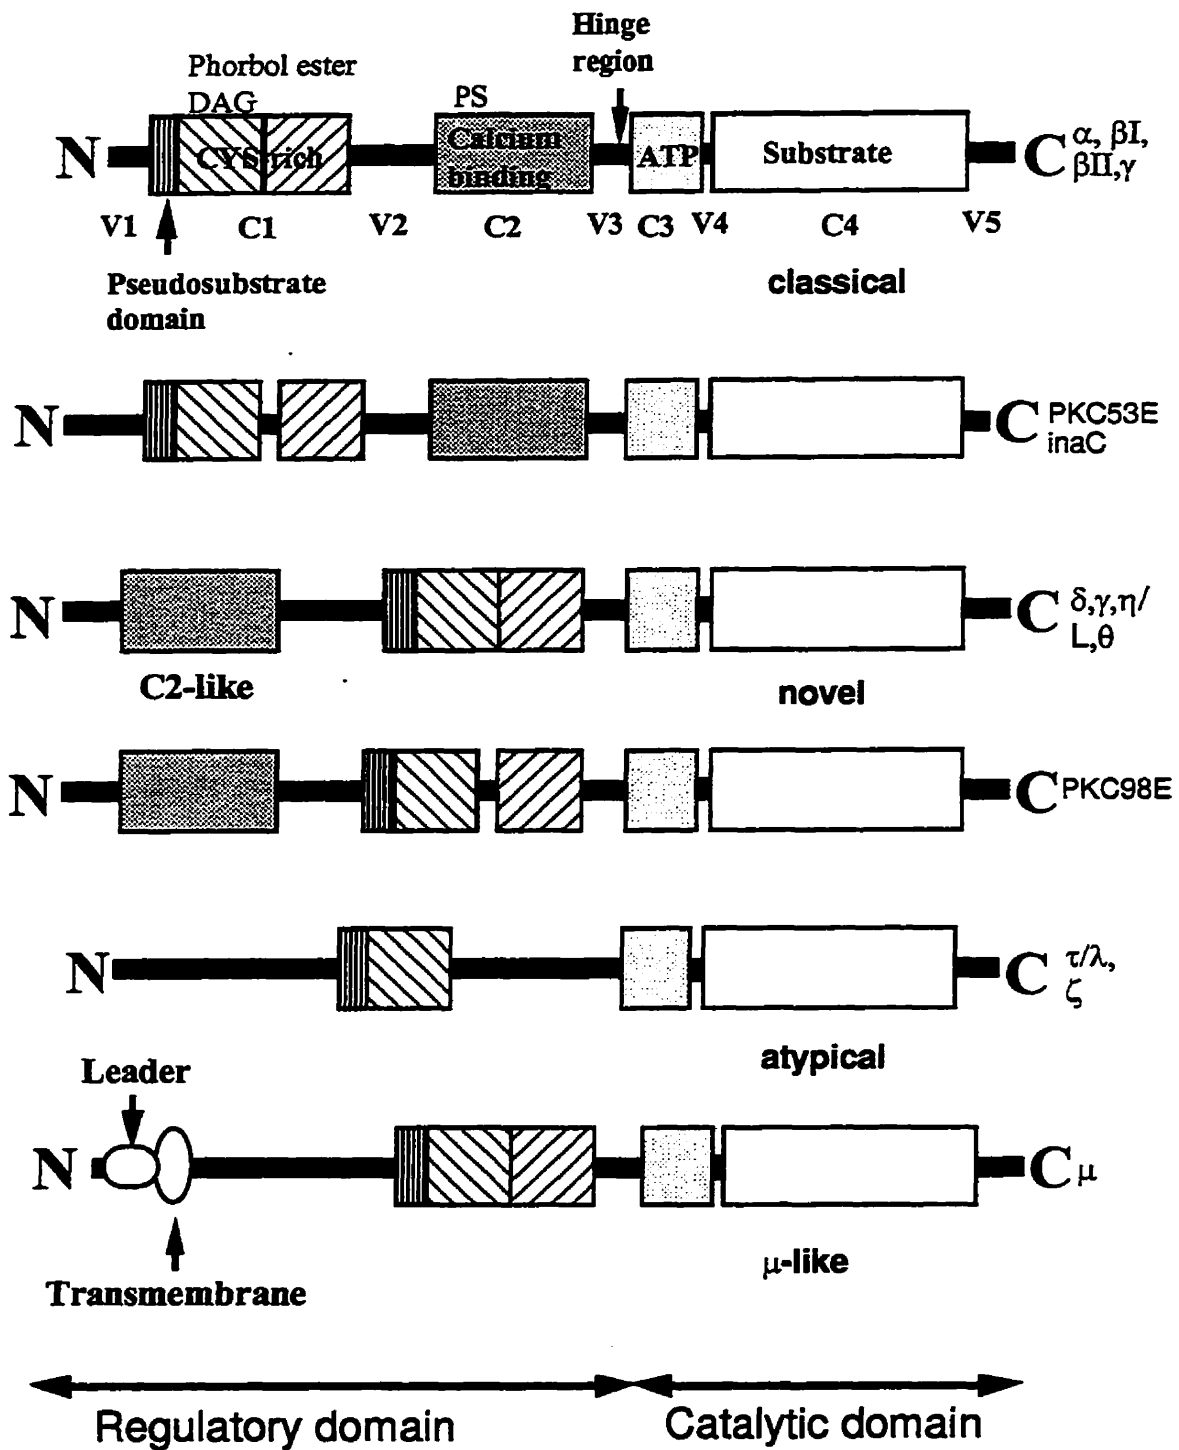 Hinge
region
Phorbol ester
DAG
PS
N
CYS-rich
Calcium
binding
ATP
Substrate
C
α, βI,
βII,γ
V1
C1
V2
C2
V3
C3
V4
C4
V5
Pseudosubstrate
domain
classical
N
C
PKC53E
inaC
N
C
δ,γ,η/
L,θ
C2-like
novel
N
C
PKC98E
N
C
τ/λ,
ζ
atypical
Leader
N
C
μ
μ-like
Transmembrane
Regulatory domain
Catalytic domain